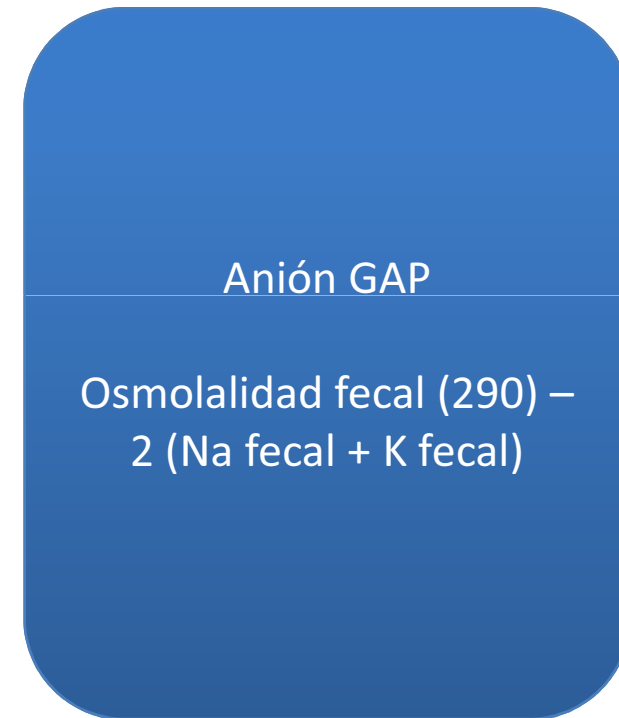 Anión GAP
Osmolalidad fecal (290) –
2 (Na fecal + K fecal)